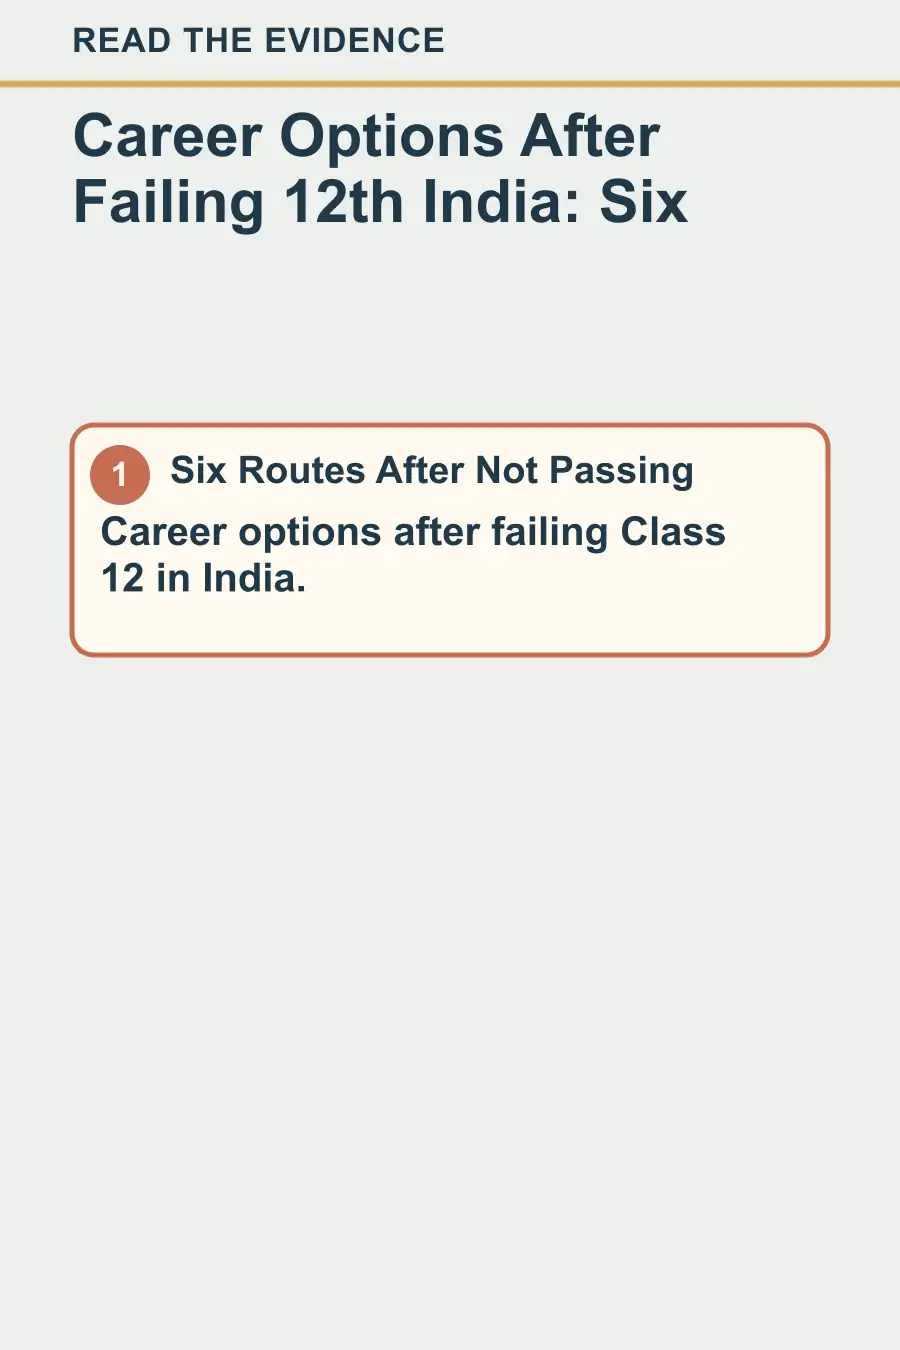 READ THE EVIDENCE
Career Options After
Failing 12th India: Six
1 Six Routes After Not Passing
Career options after failing Class
12 in India.